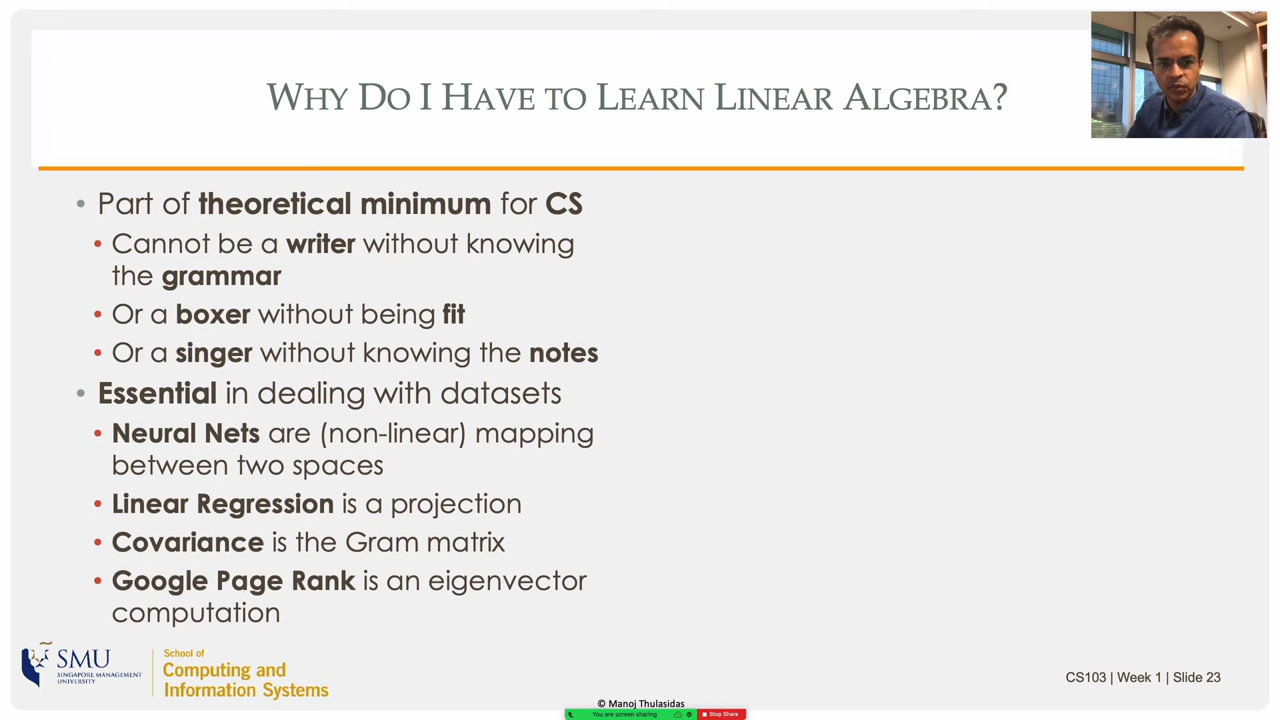 WHY DO I HAVE TO LEARN LINEAR ALGEBRA?
• Part of theoretical minimum for CS
• Cannot be a writer without knowing
the grammar
• Or a boxer without being fit
• Or a singer without knowing the notes
• Essential in dealing with datasets
• Neural Nets are (non-linear) mapping
between two spaces
• Linear Regression is a projection
• Covariance is the Gram matrix
• Google Page Rank is an eigenvector
computation
SMU
SINGAPORE MANAGEMENT
UNIVERSITY
School of
Computing and
Information Systems
CS103 | Week 1 | Slide 23
© Manoj Thulasidas
You are screen sharing
Stop Share